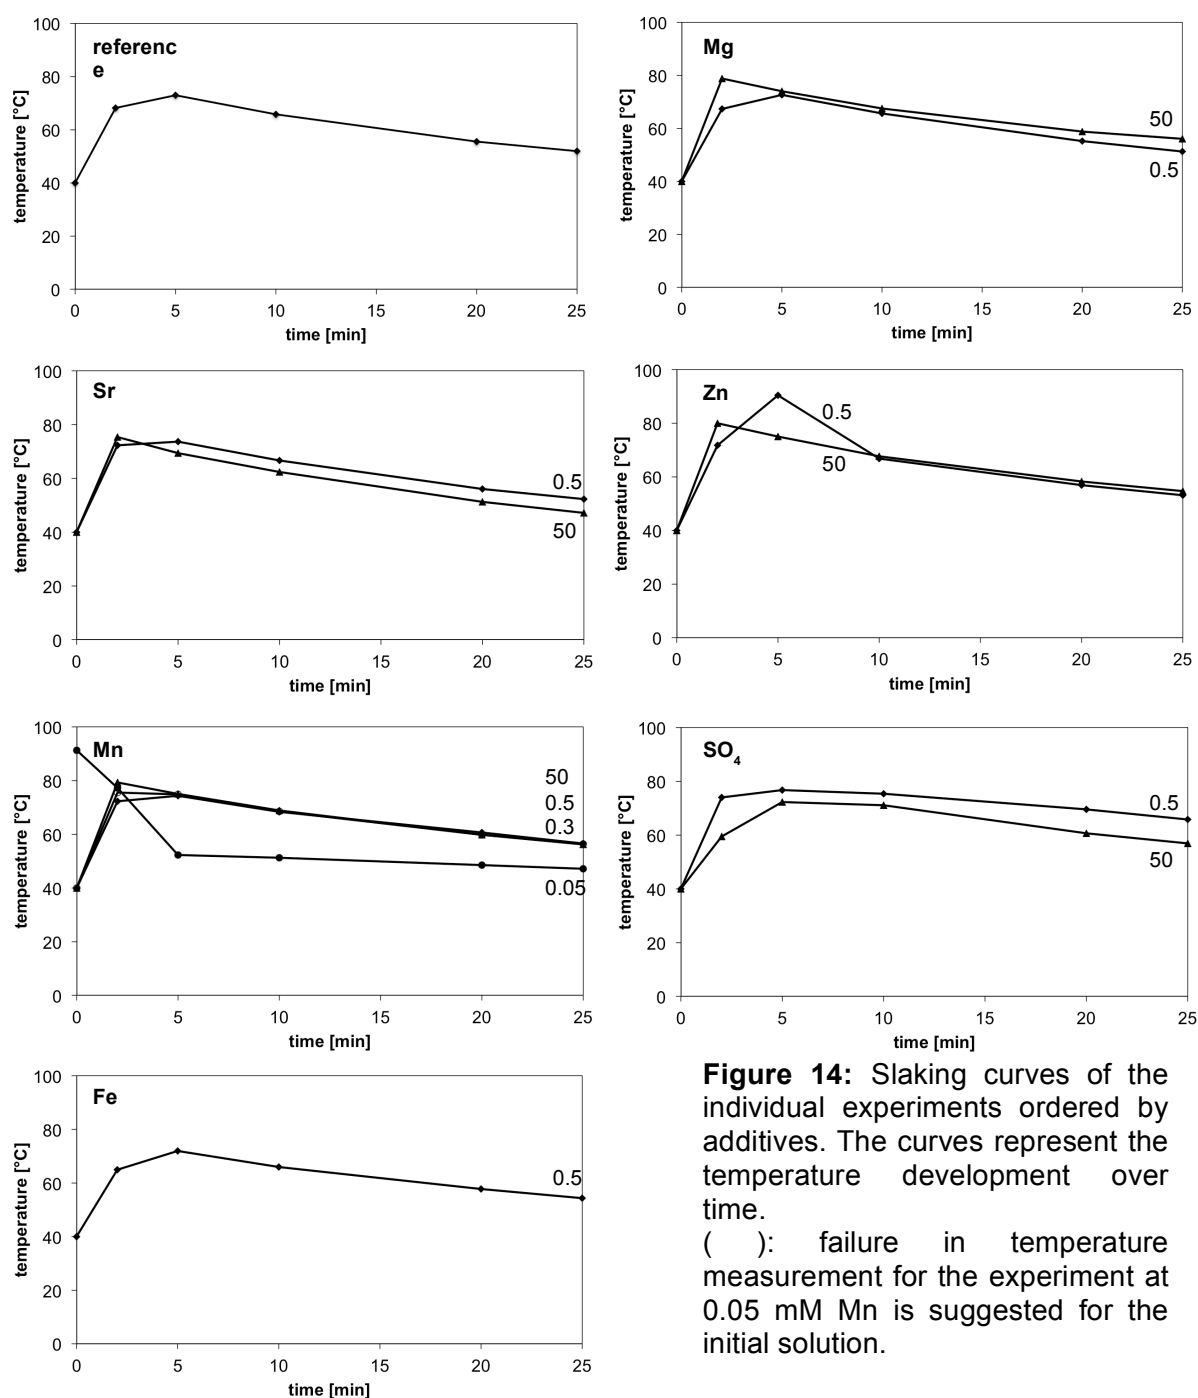 referenc
e
temperature [°C]
100
80
60
40
20
0
0 5 10 15 20 25
time [min]
Mg
temperature [°C]
100
80
60
40
20
0
50
0.5
0 5 10 15 20 25
time [min]
Sr
temperature [°C]
100
80
60
40
20
0
0.5
50
0 5 10 15 20 25
time [min]
Zn
temperature [°C]
100
80
60
40
20
0
0.5
50
0 5 10 15 20 25
time [min]
Mn
temperature [°C]
100
80
60
40
20
0
50
0.5
0.3
0.05
0 5 10 15 20 25
time [min]
SO4
temperature [°C]
100
80
60
40
20
0
0.5
50
0 5 10 15 20 25
time [min]
Fe
temperature [°C]
100
80
60
40
20
0
0.5
0 5 10 15 20 25
time [min]
Figure 14: Slaking curves of the
individual experiments ordered by
additives. The curves represent the
temperature development over
time.
( ): failure in temperature
measurement for the experiment at
0.05 mM Mn is suggested for the
initial solution.